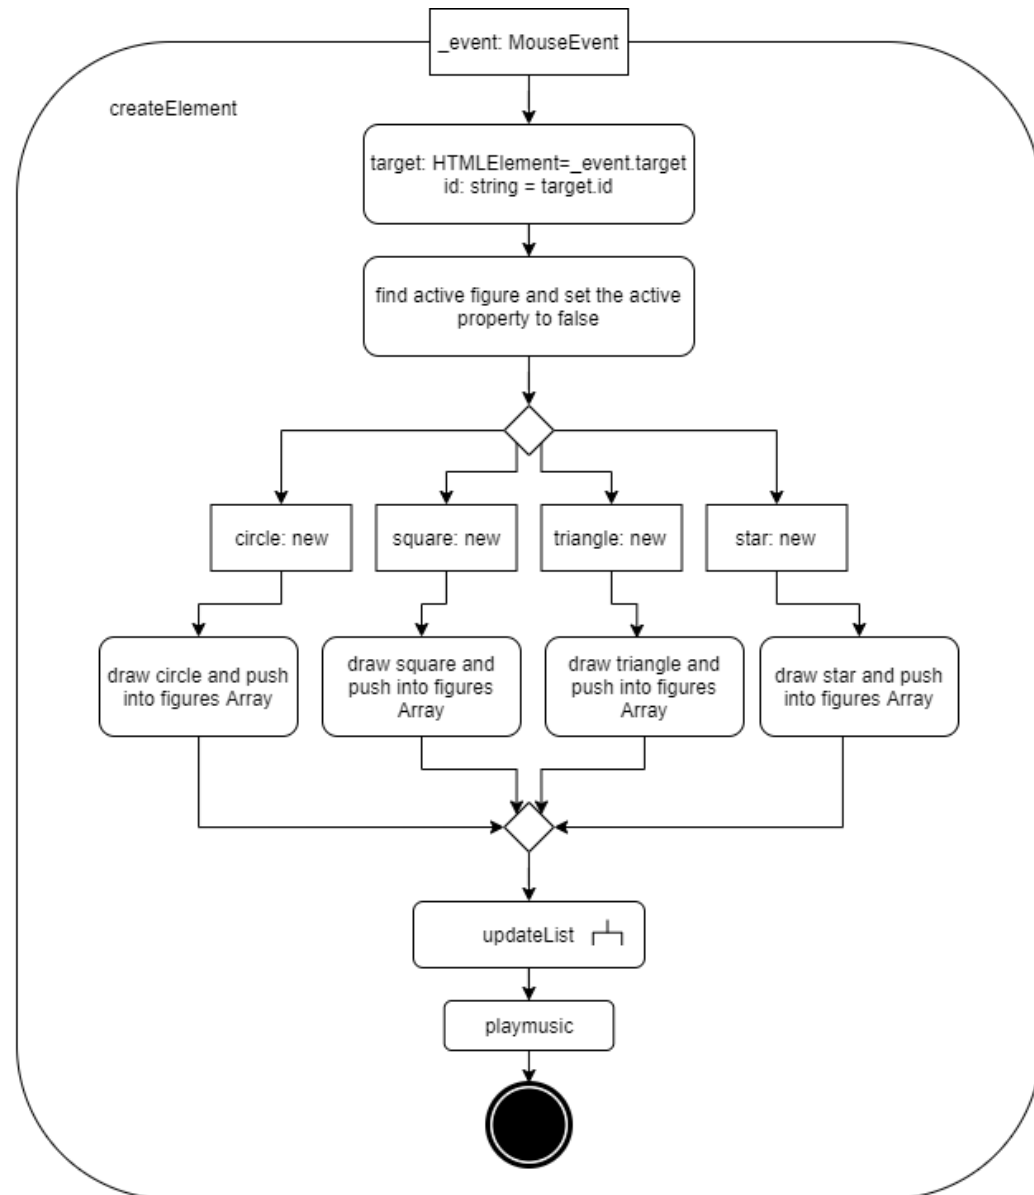 _event: MouseEvent
createElement
target: HTMLElement=_event.target
id: string = target.id
find active figure and set the active
property to false
circle: new
square: new
triangle: new
star: new
draw circle and push
into figures Array
draw square and
push into figures
Array
draw triangle and
push into figures
Array
draw star and push
into figures Array
updateList
playmusic